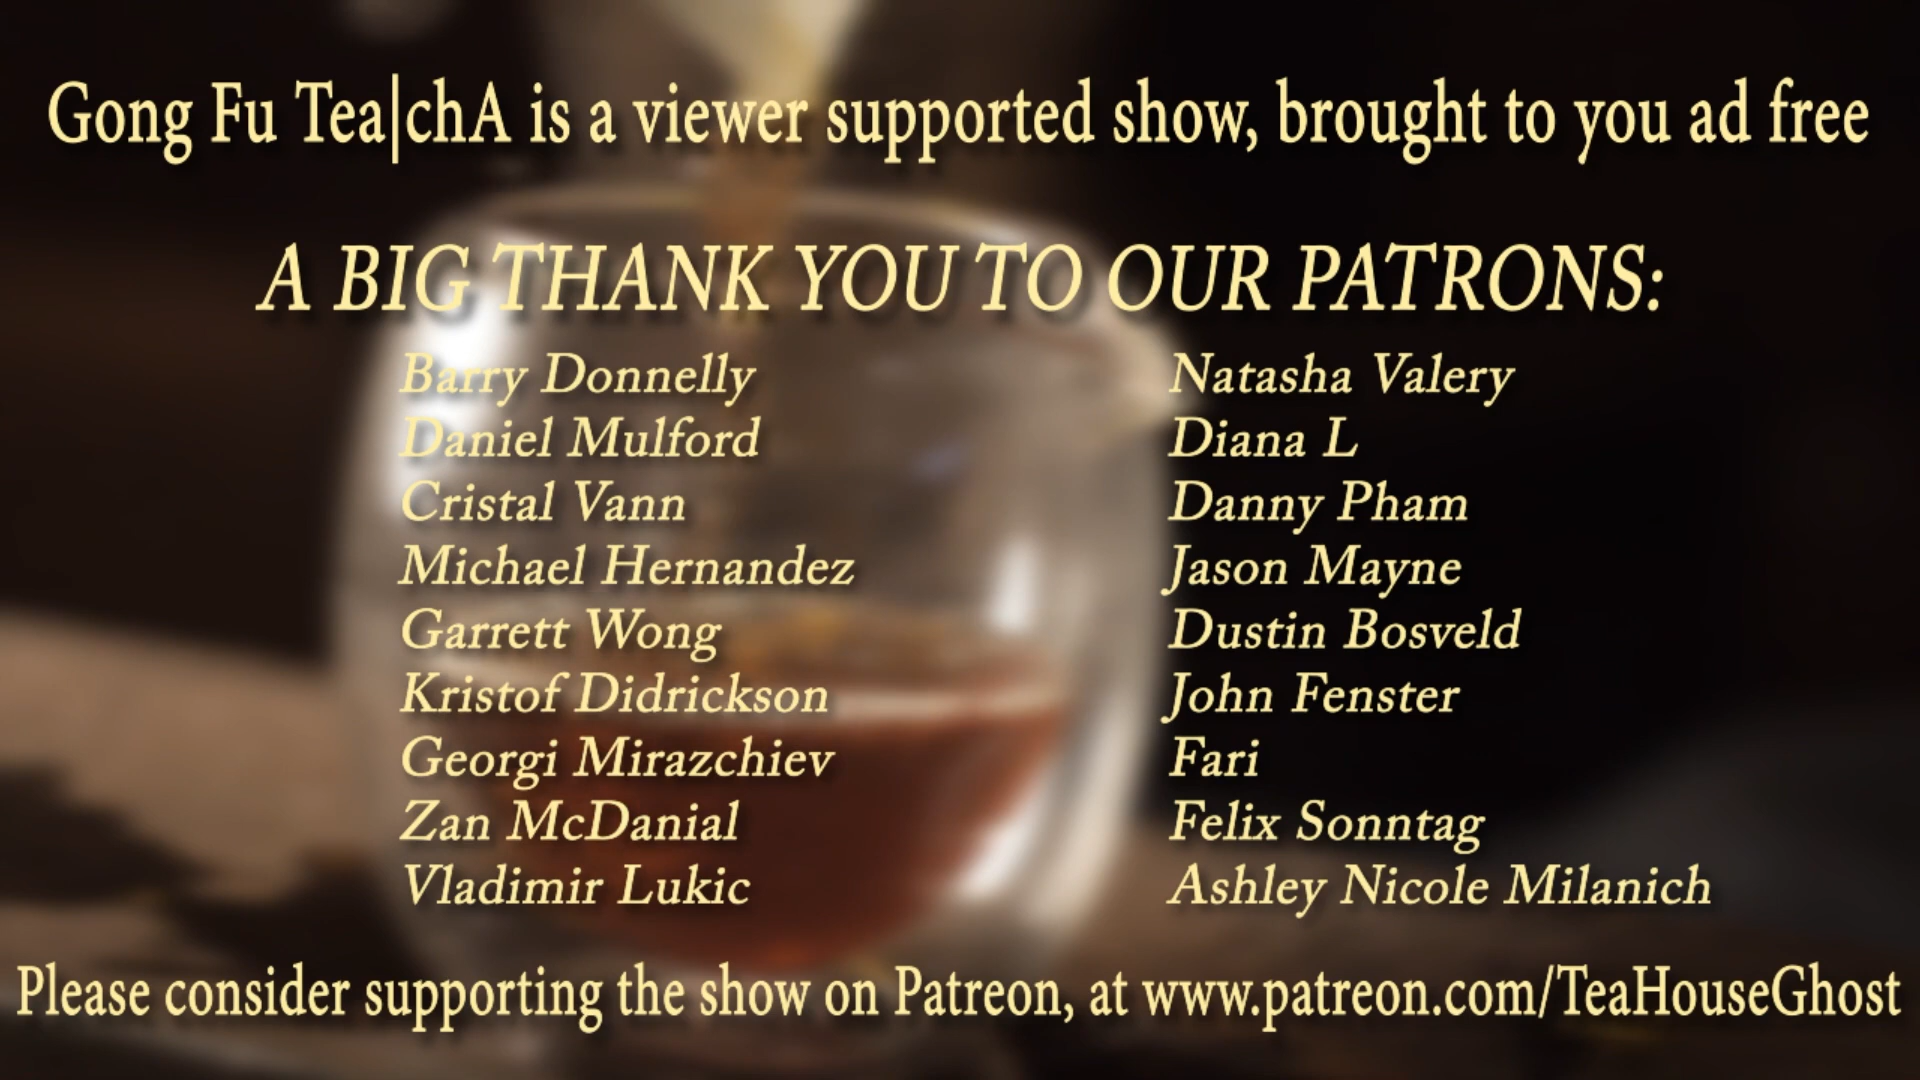 Gong Fu Tea|chA is a viewer supported show, brought to you ad free
A BIG THANK YOU TO OUR PATRONS:
Barry Donnelly
Daniel Mulford
Cristal Vann
Michael Hernandez
Garrett Wong
Kristof Didrickson
Georgi Mirazchiev
Zan McDanial
Vladimir Lukic
Natasha Valery
Diana L
Danny Pham
Jason Mayne
Dustin Bosveld
John Fenster
Fari
Felix Sonntag
Ashley Nicole Milanich
Please consider supporting the show on Patreon, at www.patreon.com/TeaHouseGhost